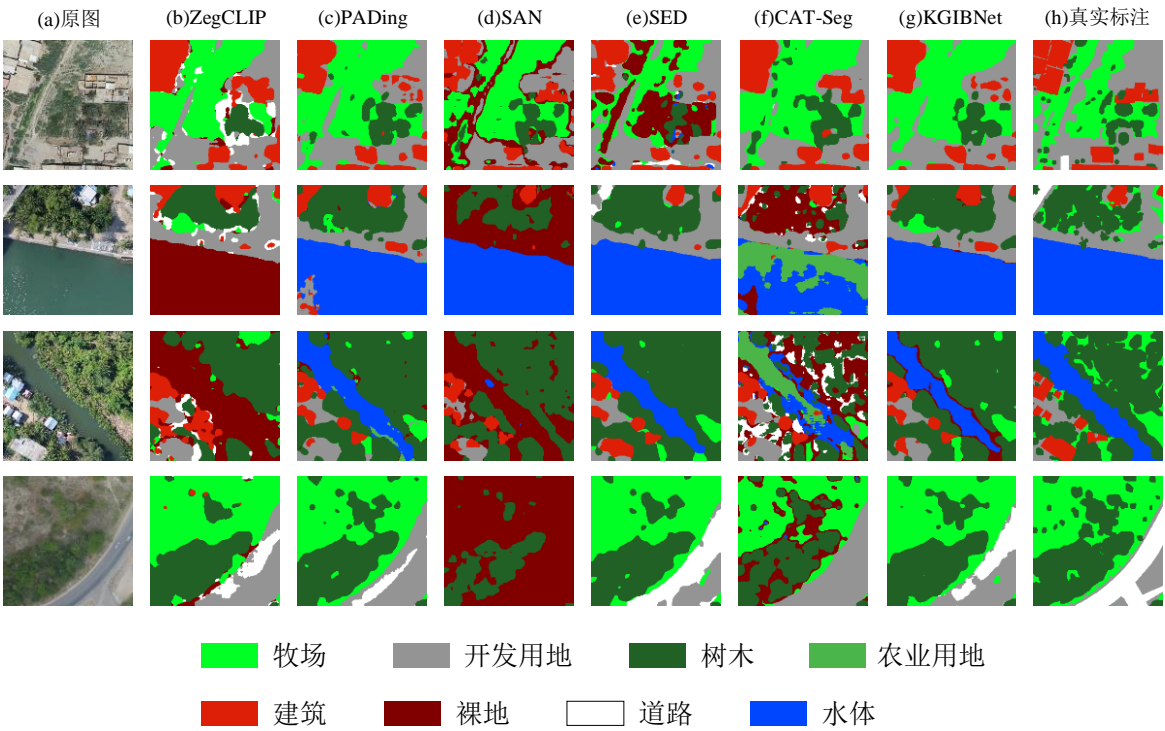 (a)原图 (b)ZegCLIP (c)PADing (d)SAN (e)SED (f)CAT-Seg (g)KGIBNet (h)真实标注
牧场 开发用地 树木 农业用地
建筑 裸地 道路 水体